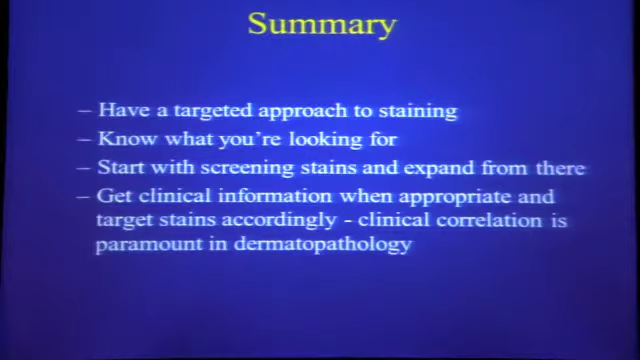 Summary
– Have a targeted approach to staining
– Know what you're looking for
– Start with screening stains and expand from there
– Get clinical information when appropriate and
target stains accordingly - clinical correlation is
paramount in dermatopathology